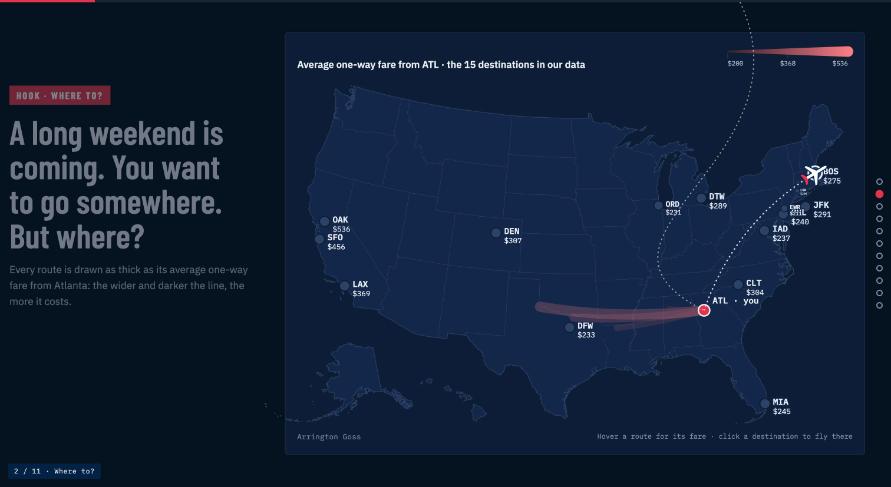 HOOK · WHERE TO?
A long weekend is
coming. You want
to go somewhere.
But where?
Every route is drawn as thick as its average one-way
fare from Atlanta: the wider and darker the line, the
more it costs.
2 / 11 · Where to?
Average one-way fare from ATL · the 15 destinations in our data
$200
$368
$536
BOS
$275
DTW
$289
ORD
$231
JFK
$291
EWR
$240
IAD
$237
OAK
$536
SFO
$456
DEN
$307
LAX
$369
CLT
$304
ATL · you
DFW
$233
MIA
$245
Arrington Goss
Hover a route for its fare · click a destination to fly there